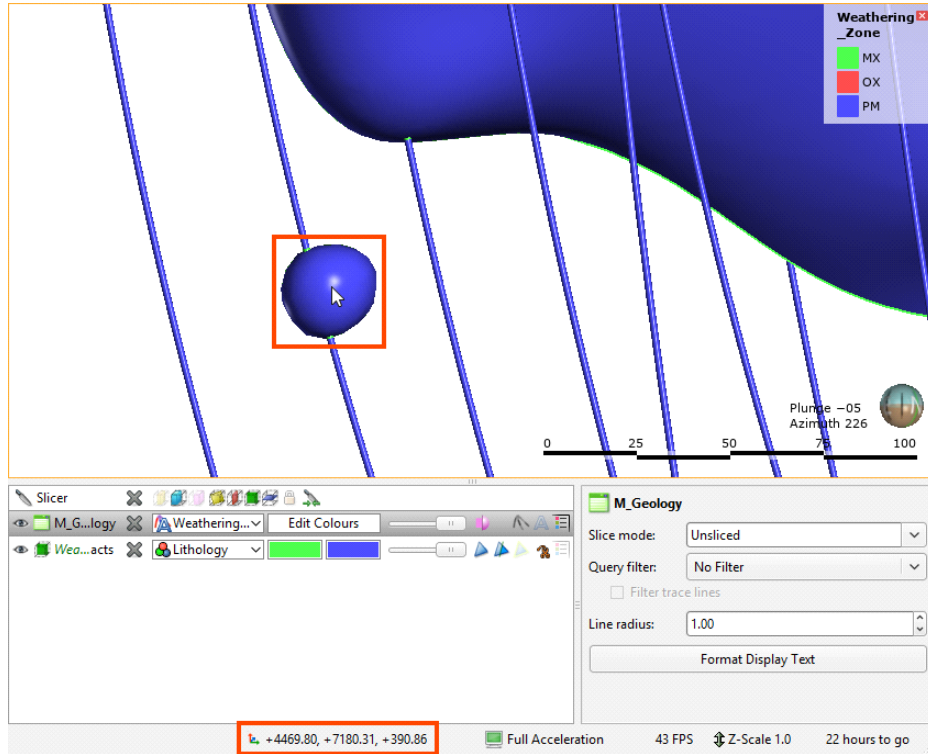 Weathering
_Zone
MX
OX
PM
Plunge −05
Azimuth 226
0 25 50 75 100
Slicer
M_G...logy Weathering... Edit Colours
Wea...acts Lithology
M_Geology
Slice mode: Unsliced
Query filter: No Filter
Filter trace lines
Line radius: 1.00
Format Display Text
+4469.80, +7180.31, +390.86 Full Acceleration 43 FPS Z-Scale 1.0 22 hours to go